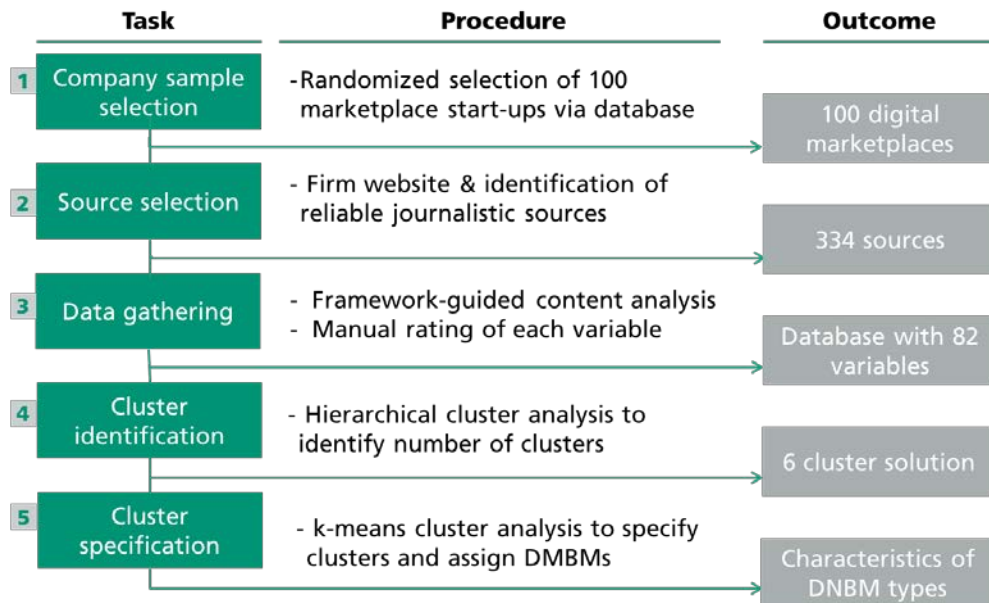 Task
Procedure
Outcome
1
Company sample
selection
-Randomized selection of 100
marketplace start-ups via database
100 digital
marketplaces
2
Source selection
- Firm website & identification of
reliable journalistic sources
334 sources
3
Data gathering
- Framework-guided content analysis
- Manual rating of each variable
Database with 82
variables
4
Cluster
identification
- Hierarchical cluster analysis to
identify number of clusters
6 cluster solution
5
Cluster
specification
- k-means cluster analysis to specify
clusters and assign DMBMs
Characteristics of
DNBM types